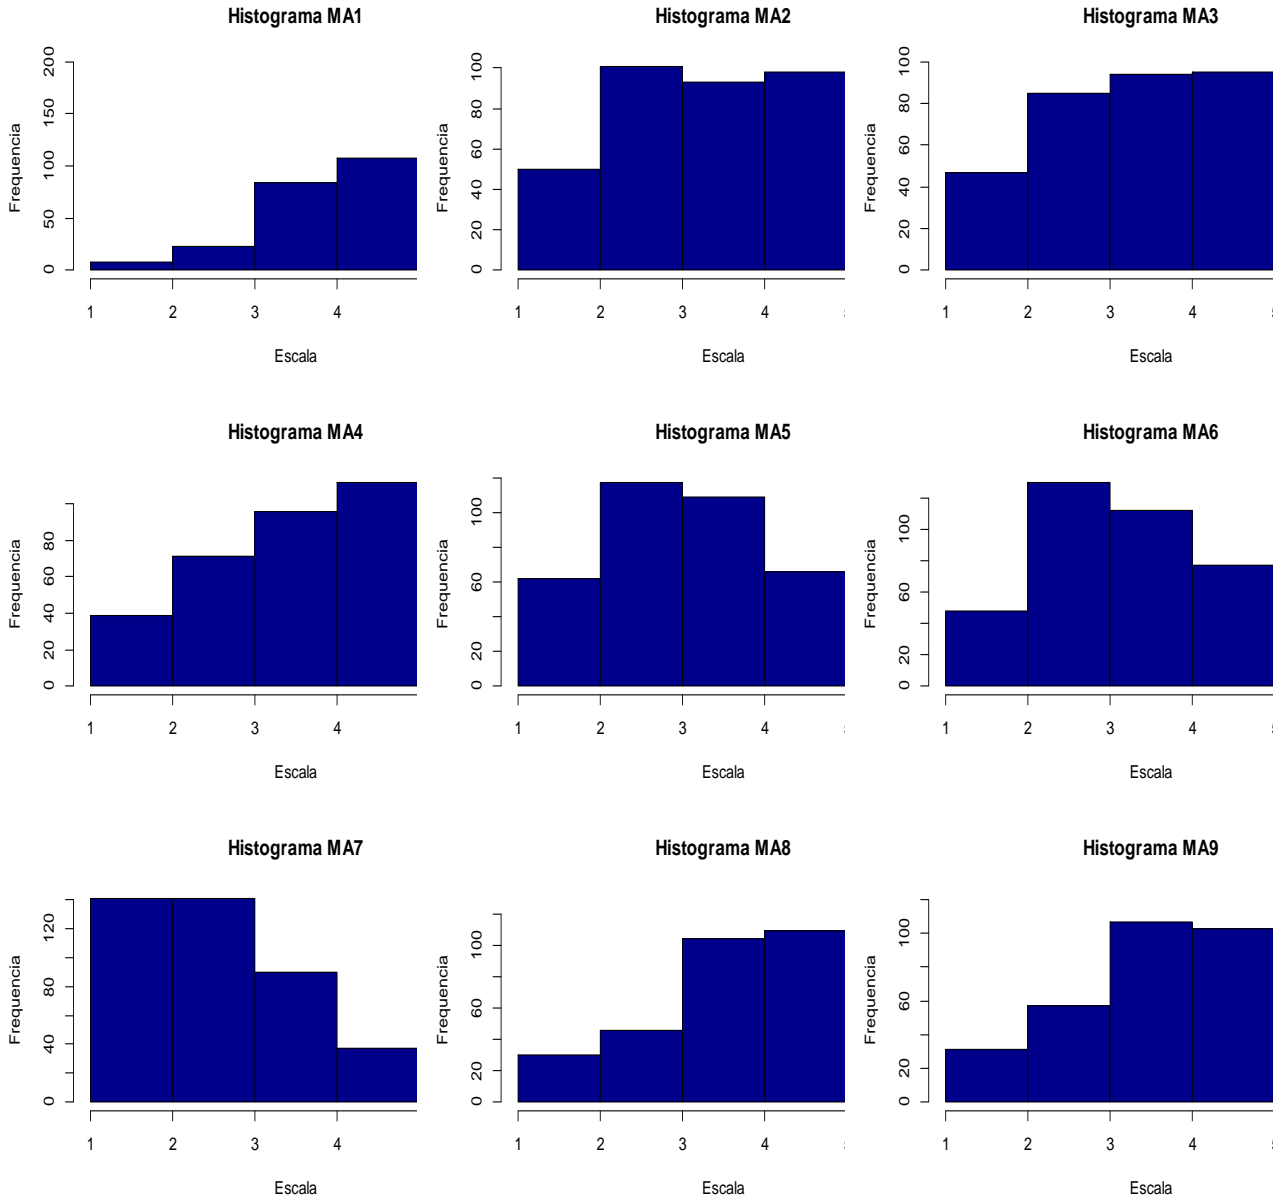 Histograma MA1
Frequencia
0 50 100 150 200
1 2 3 4
Escala
Histograma MA2
Frequencia
0 20 40 60 80 100
1 2 3 4
Escala
Histograma MA3
Frequencia
0 20 40 60 80 100
1 2 3 4
Escala
Histograma MA4
Frequencia
0 20 40 60 80
1 2 3 4
Escala
Histograma MA5
Frequencia
0 20 60 100
1 2 3 4
Escala
Histograma MA6
Frequencia
0 20 60 100
1 2 3 4
Escala
Histograma MA7
Frequencia
0 40 80 120
1 2 3 4
Escala
Histograma MA8
Frequencia
0 20 60 100
1 2 3 4
Escala
Histograma MA9
Frequencia
0 20 60 100
1 2 3 4
Escala